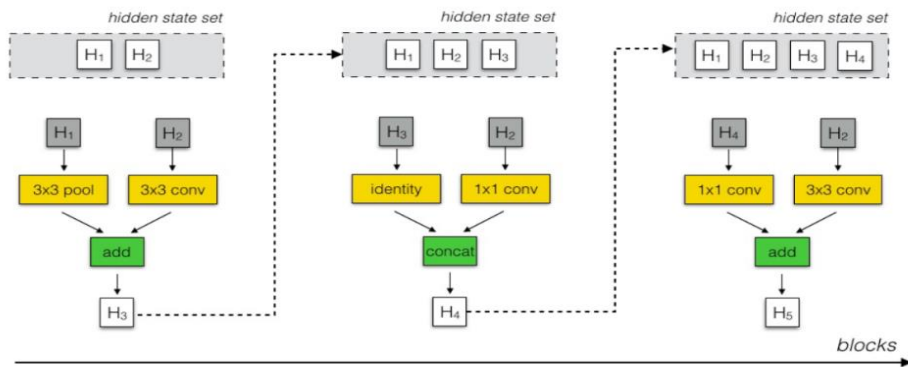 hidden state set hidden state set hidden state set
H₁ H₂ H₁ H₂ H₃ H₁ H₂ H₃ H₄
H₁ H₂ H₃ H₂ H₄ H₂
3x3 pool 3x3 conv identity 1x1 conv 1x1 conv 3x3 conv
add concat add
H₃ H₄ H₅
blocks